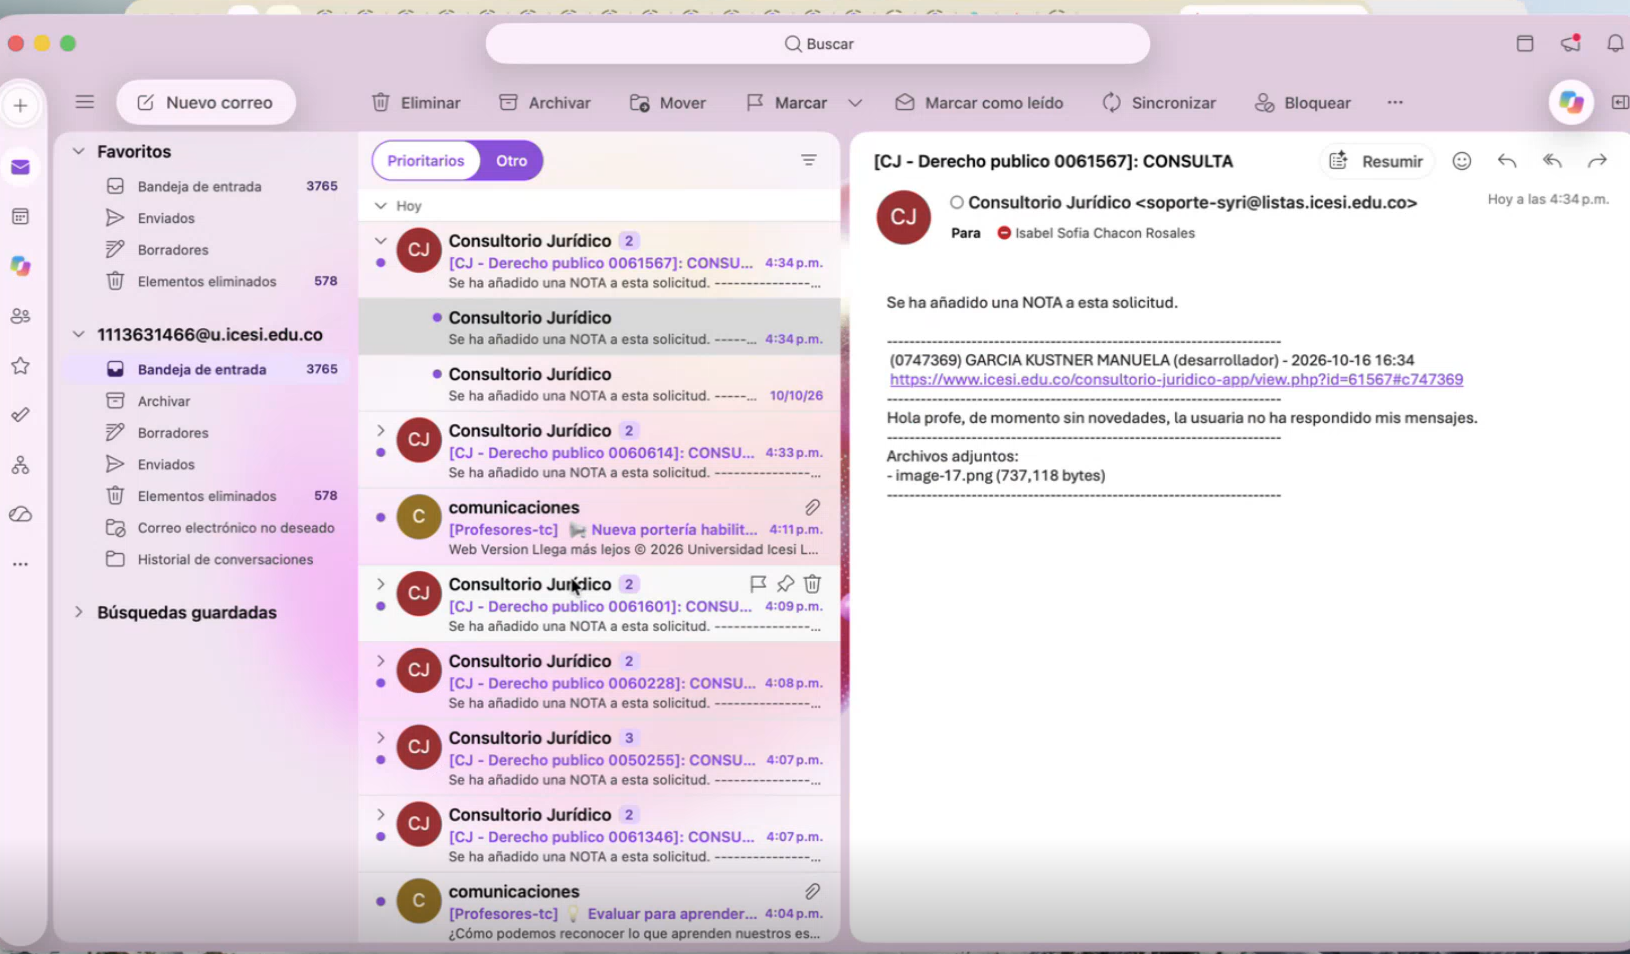 Buscar
Nuevo correo
Eliminar
Archivar
Mover
Marcar
Marcar como leído
Sincronizar
Bloquear
Favoritos
Bandeja de entrada 3765
Enviados
Borradores
Elementos eliminados 578
1113631466@u.icesi.edu.co
Bandeja de entrada 3765
Archivar
Borradores
Enviados
Elementos eliminados 578
Correo electrónico no deseado
Historial de conversaciones
Búsquedas guardadas
Prioritarios Otro
Hoy
CJ
Consultorio Jurídico 2
[CJ - Derecho publico 0061567]: CONSU... 4:34 p.m.
Se ha añadido una NOTA a esta solicitud. ---------------...
Consultorio Jurídico
Se ha añadido una NOTA a esta solicitud. -----... 4:34 p.m.
Consultorio Jurídico
Se ha añadido una NOTA a esta solicitud. -----... 10/10/26
CJ
Consultorio Jurídico 2
[CJ - Derecho publico 0060614]: CONSU... 4:33 p.m.
Se ha añadido una NOTA a esta solicitud. ---------------...
C
comunicaciones
[Profesores-tc] Nueva portería habilit... 4:11 p.m.
Web Version Llega más lejos © 2026 Universidad Icesi L...
CJ
Consultorio Jurídico 2
[CJ - Derecho publico 0061601]: CONSU... 4:09 p.m.
Se ha añadido una NOTA a esta solicitud. ---------------...
CJ
Consultorio Jurídico 2
[CJ - Derecho publico 0060228]: CONSU... 4:08 p.m.
Se ha añadido una NOTA a esta solicitud. ---------------...
CJ
Consultorio Jurídico 3
[CJ - Derecho publico 0050255]: CONSU... 4:07 p.m.
Se ha añadido una NOTA a esta solicitud. ---------------...
CJ
Consultorio Jurídico 2
[CJ - Derecho publico 0061346]: CONSU... 4:07 p.m.
Se ha añadido una NOTA a esta solicitud. ---------------...
C
comunicaciones
[Profesores-tc] 💡 Evaluar para aprender... 4:04 p.m.
¿Cómo podemos reconocer lo que aprenden nuestros es...
[CJ - Derecho publico 0061567]: CONSULTA
Resumir
CJ
Consultorio Jurídico <soporte-syri@listas.icesi.edu.co>
Hoy a las 4:34 p.m.
Para Isabel Sofia Chacon Rosales
Se ha añadido una NOTA a esta solicitud.
----------------------------------------------------------------------
(0747369) GARCIA KUSTNER MANUELA (desarrollador) - 2026-10-16 16:34
https://www.icesi.edu.co/consultorio-juridico-app/view.php?id=61567#c747369
----------------------------------------------------------------------
Hola profe, de momento sin novedades, la usuaria no ha respondido mis mensajes.
----------------------------------------------------------------------
Archivos adjuntos:
- image-17.png (737,118 bytes)
----------------------------------------------------------------------